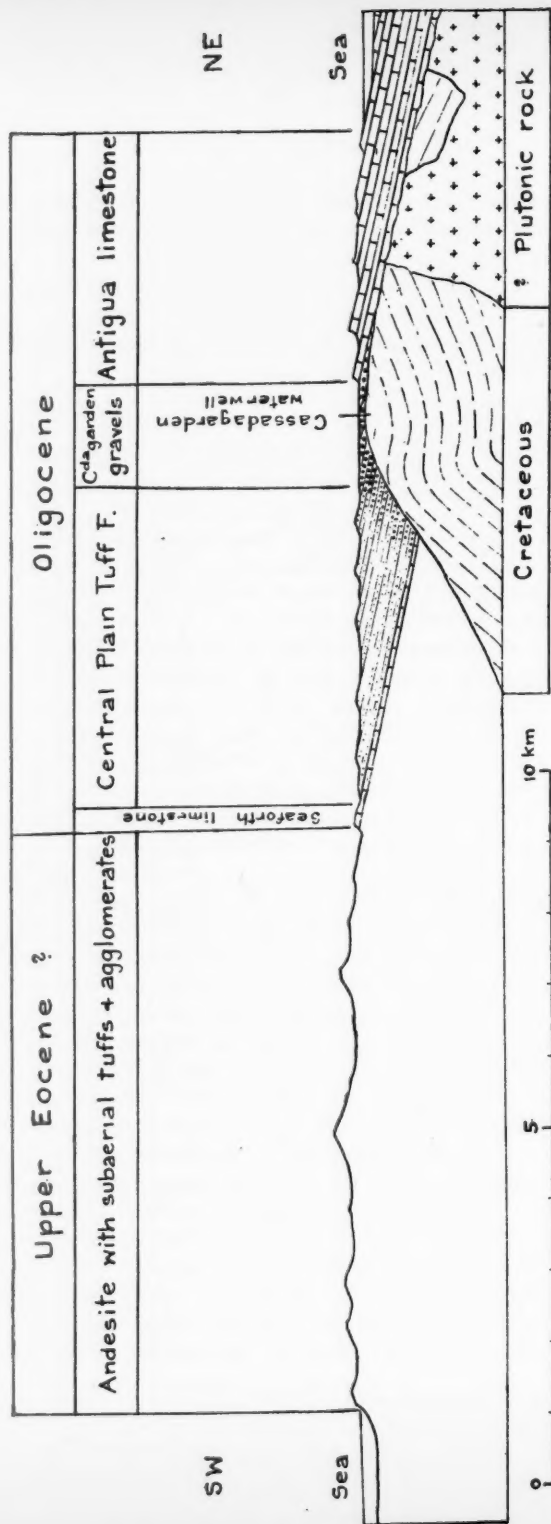 Upper Eocene ?
Oligocene
Andesite with subaerial tuffs + agglomerates
Seaforth limestone
Central Plain Tuff F.
Cdagarden
gravels
Antigua limestone
Cassadagarden
waterwell
SW
NE
Sea
Sea
Cretaceous
? Plutonic rock
0
5
10 km